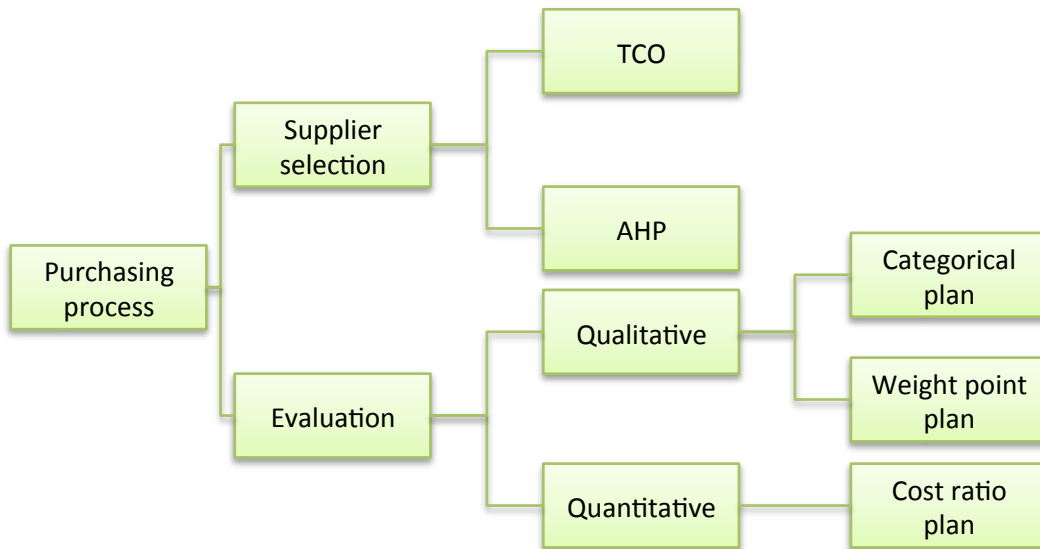 TCO
Supplier
selection
AHP
Purchasing
process
Categorical
plan
Qualitative
Weight point
plan
Evaluation
Quantitative
Cost ratio
plan